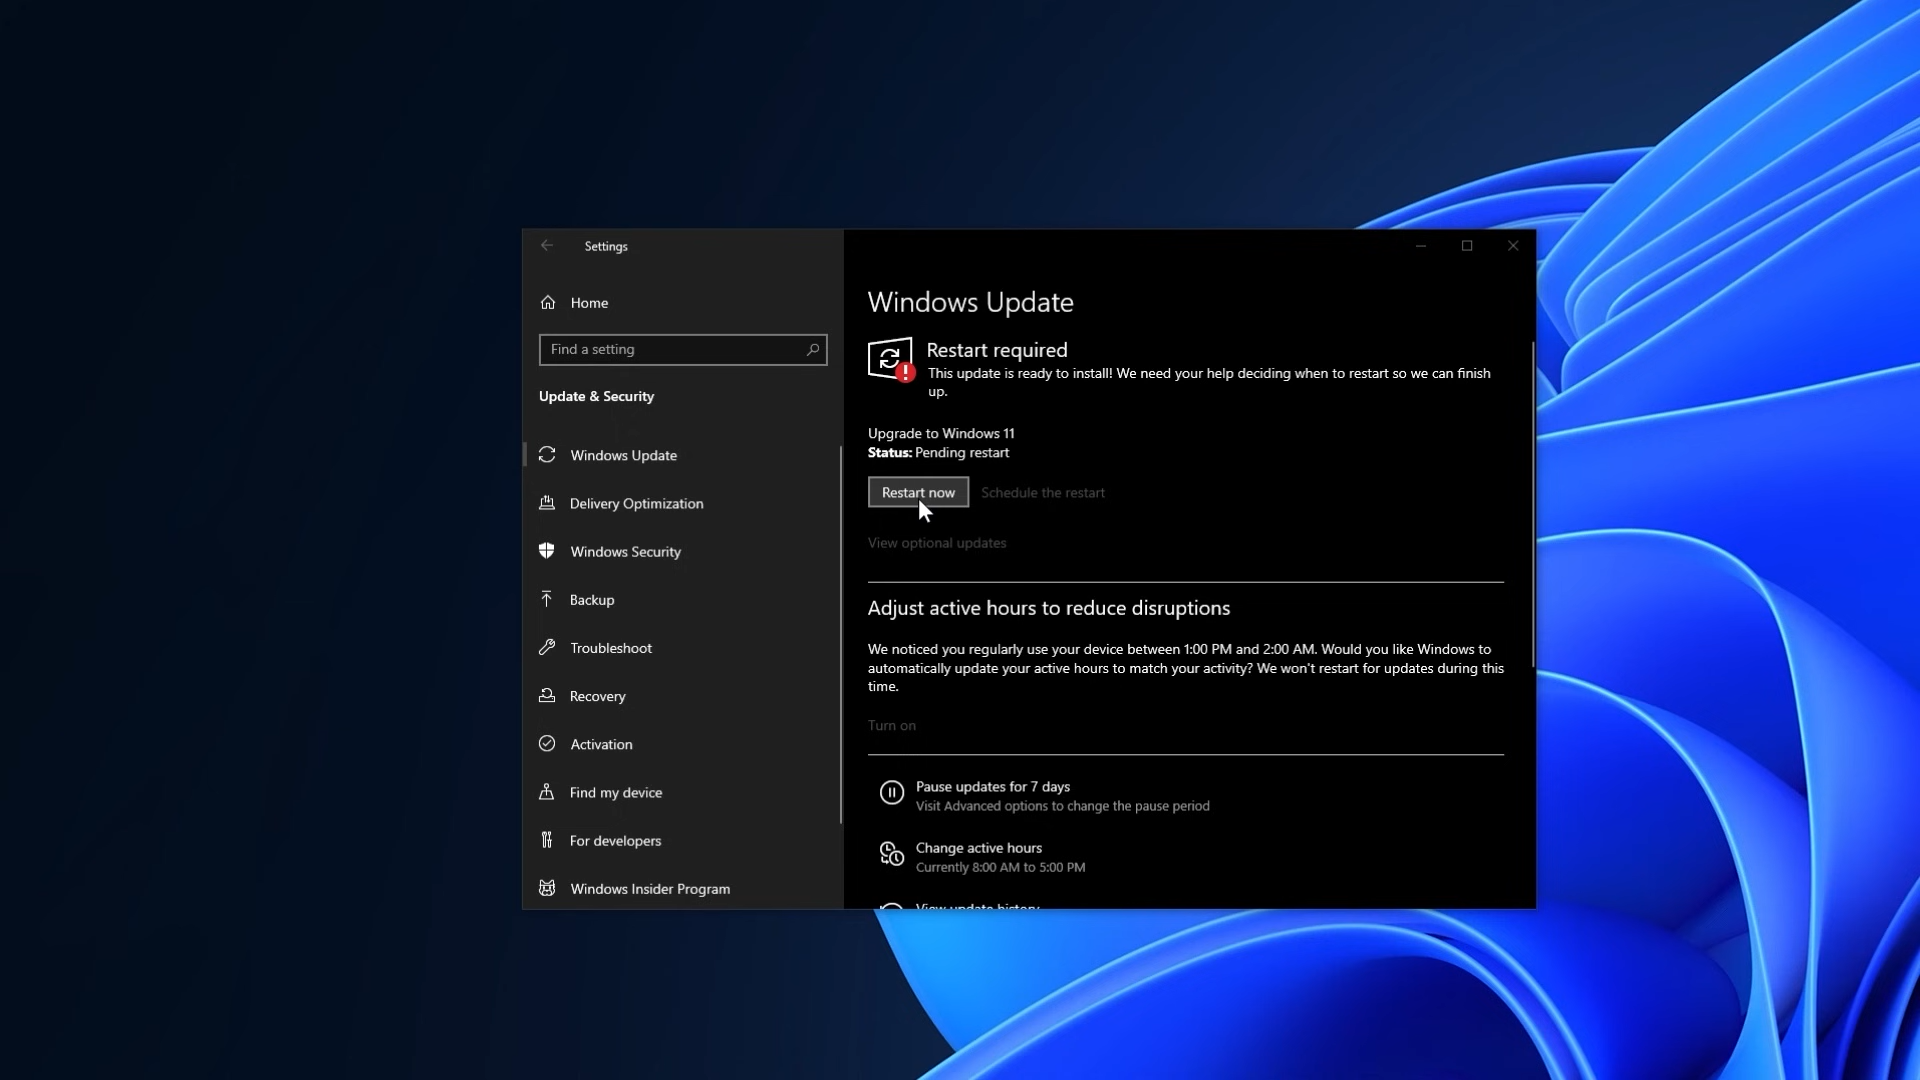 Settings
Home
Find a setting
Update & Security
Windows Update
Delivery Optimization
Windows Security
Backup
Troubleshoot
Recovery
Activation
Find my device
For developers
Windows Insider Program
Windows Update
Restart required
This update is ready to install! We need your help deciding when to restart so we can finish
up.
Upgrade to Windows 11
Status: Pending restart
Restart now
Schedule the restart
View optional updates
Adjust active hours to reduce disruptions
We noticed you regularly use your device between 1:00 PM and 2:00 AM. Would you like Windows to
automatically update your active hours to match your activity? We won't restart for updates during this
time.
Turn on
Pause updates for 7 days
Visit Advanced options to change the pause period
Change active hours
Currently 8:00 AM to 5:00 PM
View update history